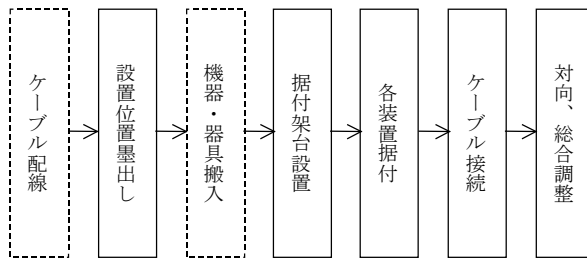 ケーブル配線
設置位置墨出し
機器・器具搬入
据付架台設置
各装置据付
ケーブル接続
対向、総合調整